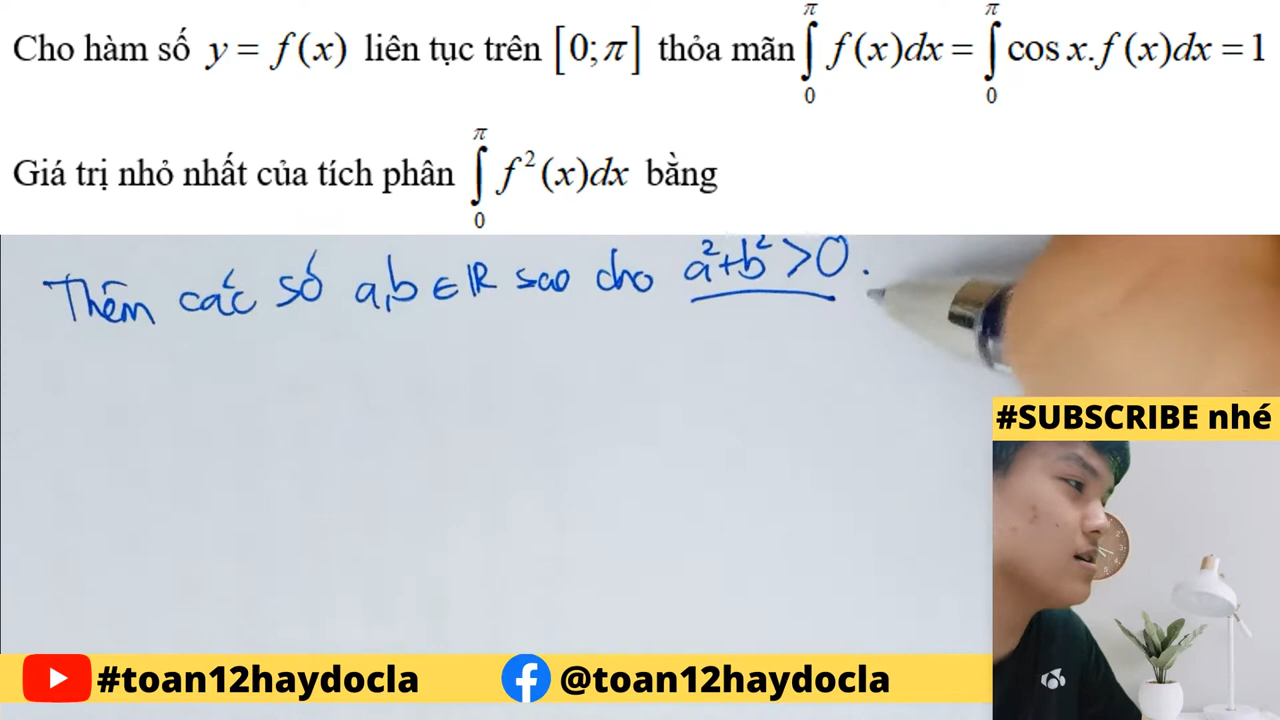 Cho hàm số y = f(x) liên tục trên [0;π] thỏa mãn ∫₀^π f(x)dx = ∫₀^π cos x.f(x)dx = 1
Giá trị nhỏ nhất của tích phân ∫₀^π f²(x)dx bằng
Thêm các số a,b ∈ ℝ sao cho a²+b² >0.
#SUBSCRIBE nhé
#toan12haydocla
@toan12haydocla